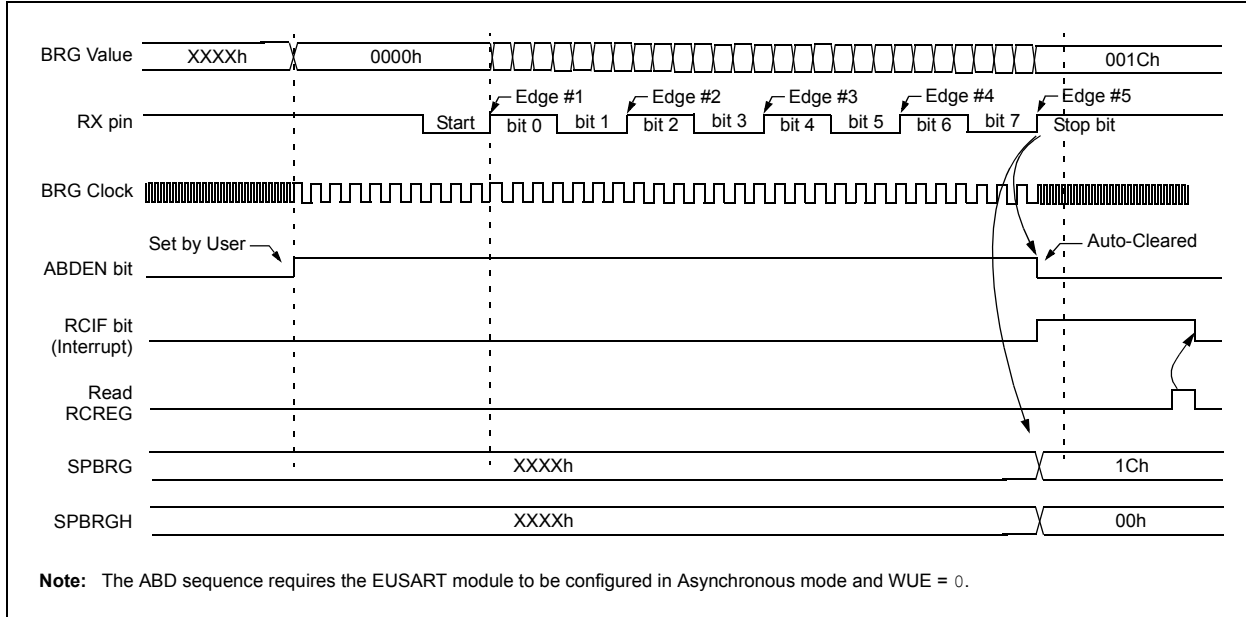 BRG Value XXXXh 0000h 001Ch
Edge #1 Edge #2 Edge #3 Edge #4 Edge #5
RX pin Start bit 0 bit 1 bit 2 bit 3 bit 4 bit 5 bit 6 bit 7 Stop bit
BRG Clock
Set by User Auto-Cleared
ABDEN bit
RCIF bit
(Interrupt)
Read
RCREG
SPBRG XXXXh 1Ch
SPBRGH XXXXh 00h
Note: The ABD sequence requires the EUSART module to be configured in Asynchronous mode and WUE = 0.